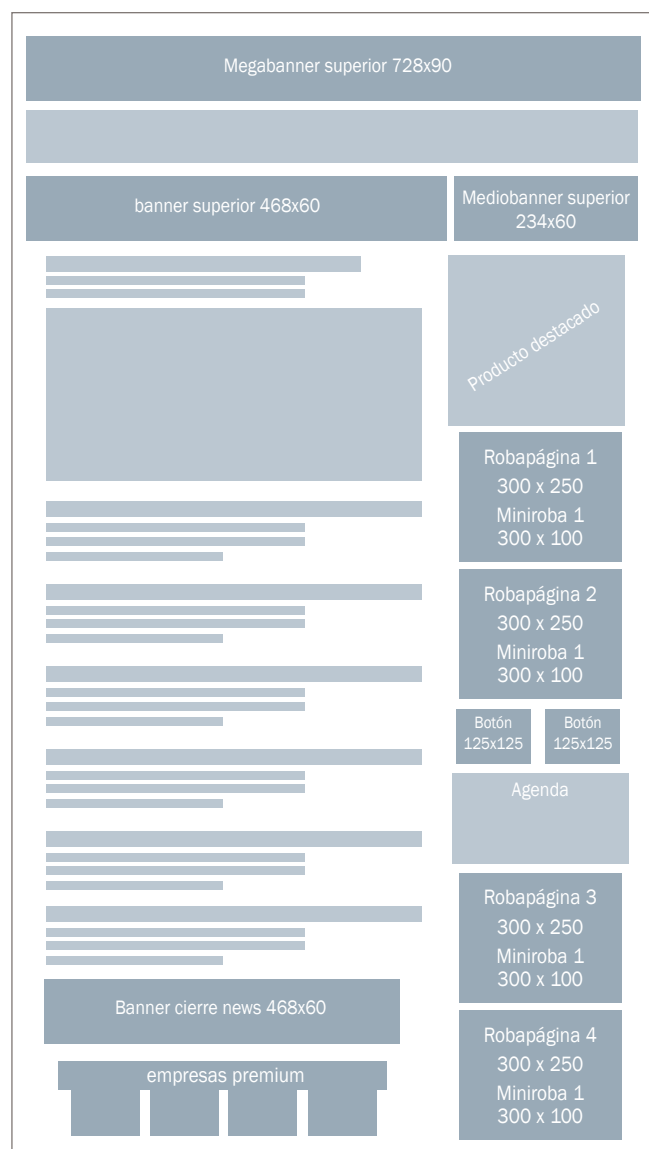 Megabanner superior 728x90
banner superior 468x60
Mediobanner superior
234x60
Producto destacado
Robapágina 1
300 x 250
Miniroba 1
300 x 100
Robapágina 2
300 x 250
Miniroba 1
300 x 100
Botón
125x125
Botón
125x125
Agenda
Robapágina 3
300 x 250
Miniroba 1
300 x 100
Banner cierre news 468x60
Robapágina 4
300 x 250
Miniroba 1
300 x 100
empresas premium